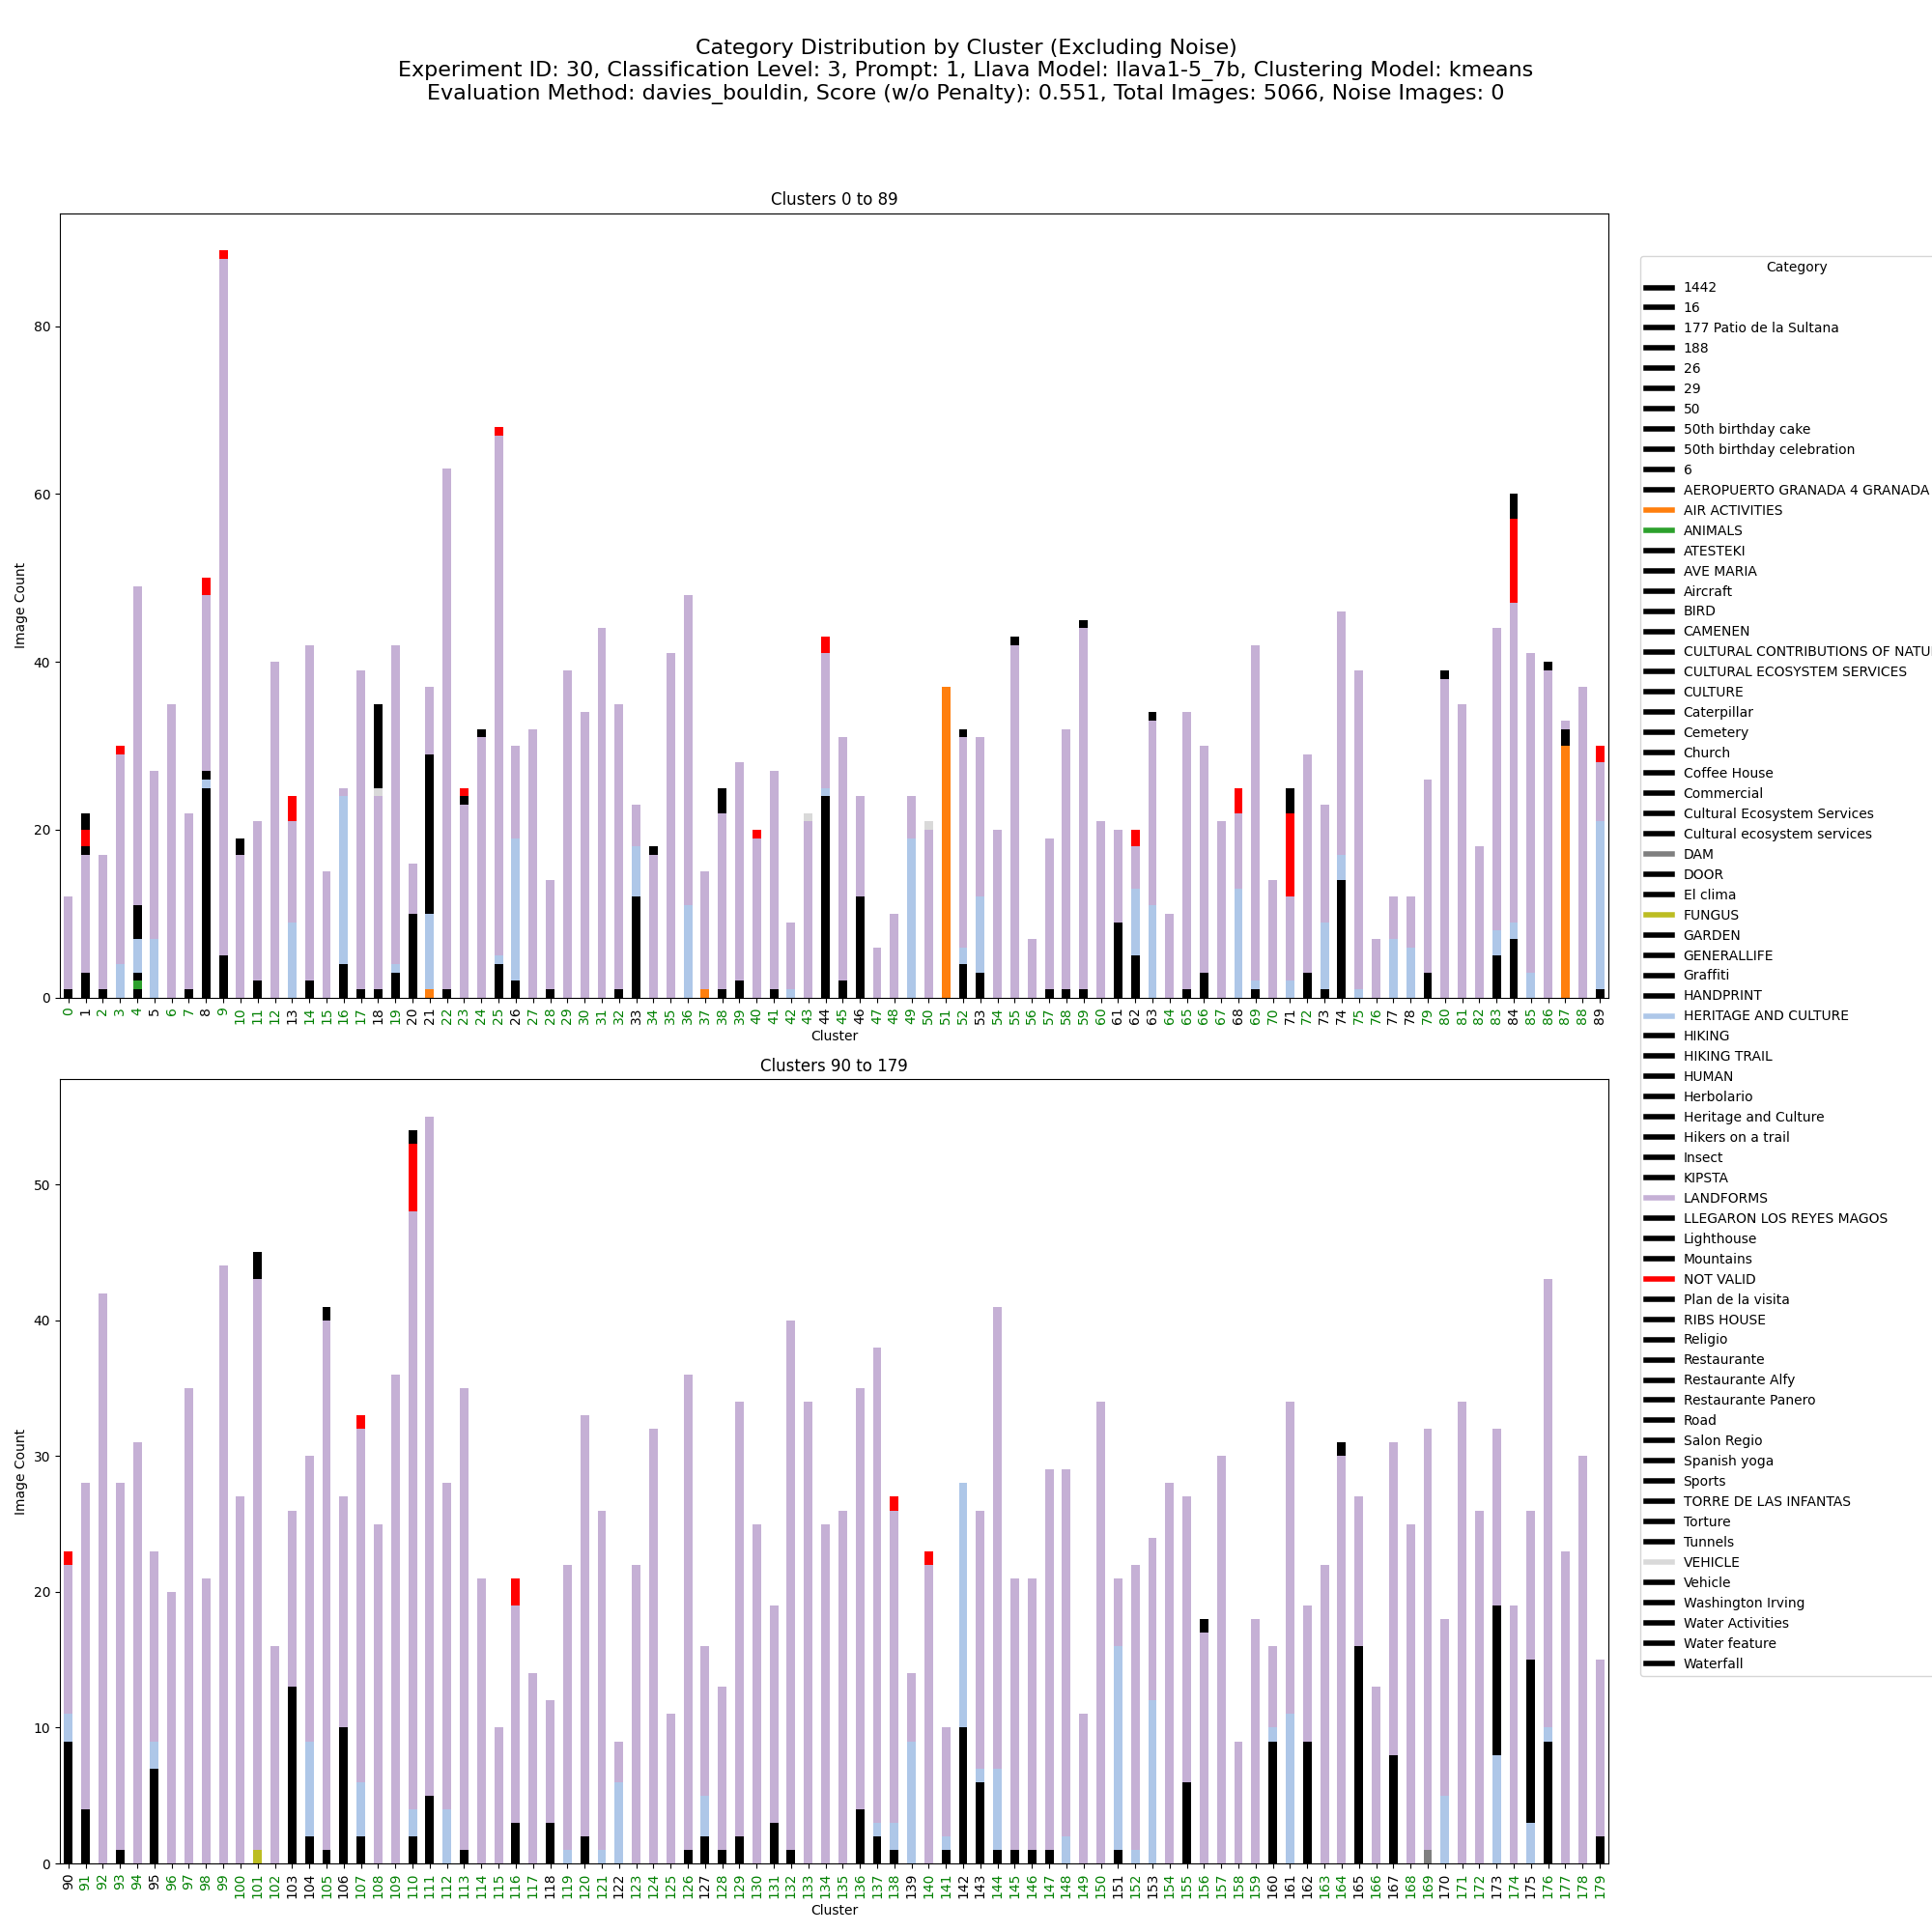 Category Distribution by Cluster (Excluding Noise)
Experiment ID: 30, Classification Level: 3, Prompt: 1, Llava Model: llava1-5_7b, Clustering Model: kmeans
Evaluation Method: davies_bouldin, Score (w/o Penalty): 0.551, Total Images: 5066, Noise Images: 0
Clusters 0 to 89
80
60
40
20
0
Image Count
0 1 2 3 4 5 6 7 8 9 10 11 12 13 14 15 16 17 18 19 20 21 22 23 24 25 26 27 28 29 30 31 32 33 34 35 36 37 38 39 40 41 42 43 44 45 46 47 48 49 50 51 52 53 54 55 56 57 58 59 60 61 62 63 64 65 66 67 68 69 70 71 72 73 74 75 76 77 78 79 80 81 82 83 84 85 86 87 88 89
Cluster
Clusters 90 to 179
50
40
30
20
10
0
Image Count
90 91 92 93 94 95 96 97 98 99 100 101 102 103 104 105 106 107 108 109 110 111 112 113 114 115 116 117 118 119 120 121 122 123 124 125 126 127 128 129 130 131 132 133 134 135 136 137 138 139 140 141 142 143 144 145 146 147 148 149 150 151 152 153 154 155 156 157 158 159 160 161 162 163 164 165 166 167 168 169 170 171 172 173 174 175 176 177 178 179
Cluster
Category
1442
16
177 Patio de la Sultana
188
26
29
50
50th birthday cake
50th birthday celebration
6
AEROPUERTO GRANADA 4 GRANADA
AIR ACTIVITIES
ANIMALS
ATESTEKI
AVE MARIA
Aircraft
BIRD
CAMENEN
CULTURAL CONTRIBUTIONS OF NATU
CULTURAL ECOSYSTEM SERVICES
CULTURE
Caterpillar
Cemetery
Church
Coffee House
Commercial
Cultural Ecosystem Services
Cultural ecosystem services
DAM
DOOR
El clima
FUNGUS
GARDEN
GENERALLIFE
Graffiti
HANDPRINT
HERITAGE AND CULTURE
HIKING
HIKING TRAIL
HUMAN
Herbolario
Heritage and Culture
Hikers on a trail
Insect
KIPSTA
LANDFORMS
LLEGARON LOS REYES MAGOS
Lighthouse
Mountains
NOT VALID
Plan de la visita
RIBS HOUSE
Religio
Restaurante
Restaurante Alfy
Restaurante Panero
Road
Salon Regio
Spanish yoga
Sports
TORRE DE LAS INFANTAS
Torture
Tunnels
VEHICLE
Vehicle
Washington Irving
Water Activities
Water feature
Waterfall